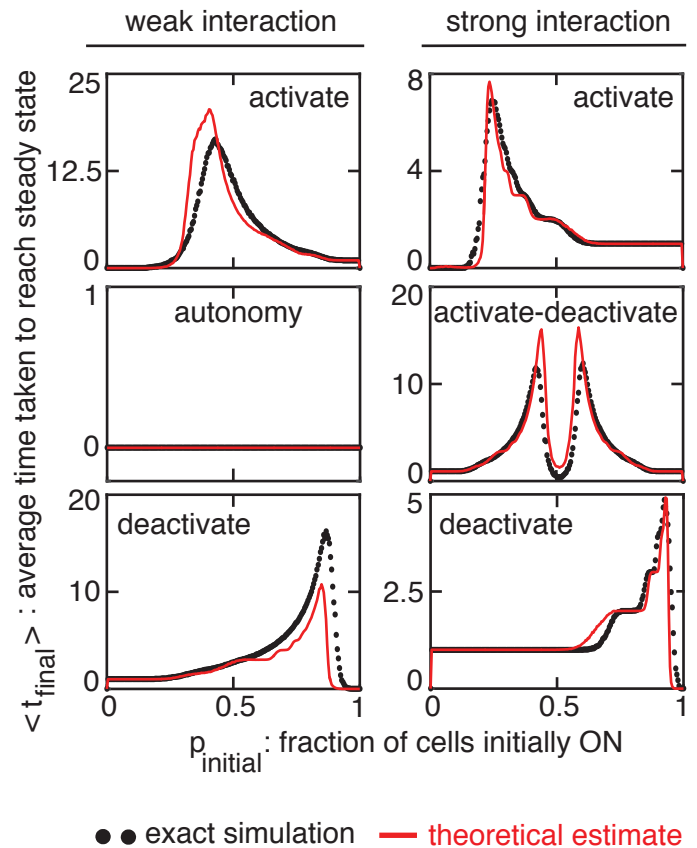 weak interaction
strong interaction
<t_final> : average time taken to reach steady state
25
12.5
0
activate
8
4
0
activate
1
0
autonomy
20
10
0
activate-deactivate
20
10
0
deactivate
0
0.5
1
5
2.5
0
deactivate
0
0.5
1
p_initial : fraction of cells initially ON
exact simulation
theoretical estimate